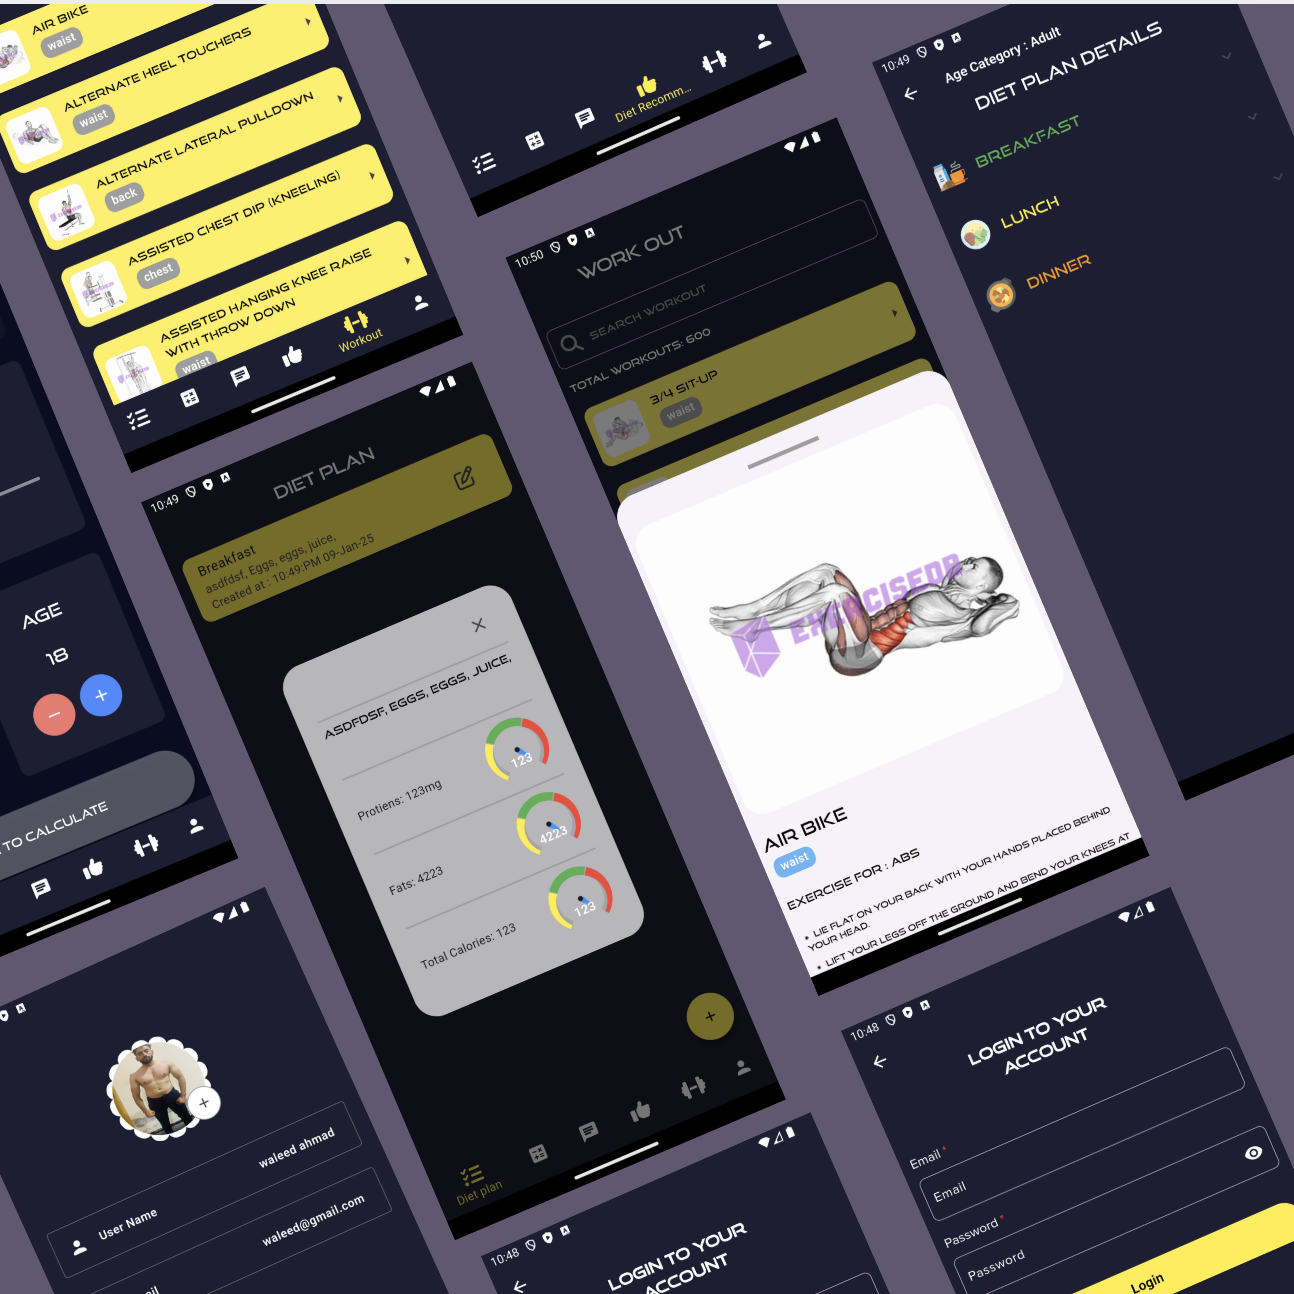 AIR BIKE
waist
ALTERNATE HEEL TOUCHERS
waist
ALTERNATE LATERAL PULLDOWN
back
ASSISTED CHEST DIP (KNEELING)
chest
ASSISTED HANGING KNEE RAISE
WITH THROW DOWN
waist
Workout
Diet Recomm...
10:49
Age Category : Adult
DIET PLAN DETAILS
BREAKFAST
LUNCH
DINNER
10:50
WORK OUT
SEARCH WORKOUT
TOTAL WORKOUTS: 600
3/4 SIT-UP
waist
EXERCISEDB
AIR BIKE
waist
EXERCISE FOR : ABS
• LIE FLAT ON YOUR BACK WITH YOUR HANDS PLACED BEHIND
YOUR HEAD.
• LIFT YOUR LEGS OFF THE GROUND AND BEND YOUR KNEES AT
10:49
DIET PLAN
Breakfast
asdfdsf, Eggs, eggs, juice,
Created at : 10:49:PM 09-Jan-25
ASDFDSF, EGGS, EGGS, JUICE,
Protiens: 123mg
123
Fats: 4223
4223
Total Calories: 123
123
Diet plan
AGE
18
TO CALCULATE
User Name
waleed ahmad
waleed@gmail.com
10:48
LOGIN TO YOUR
ACCOUNT
10:48
LOGIN TO YOUR
ACCOUNT
Email *
Email
Password *
Password
Login